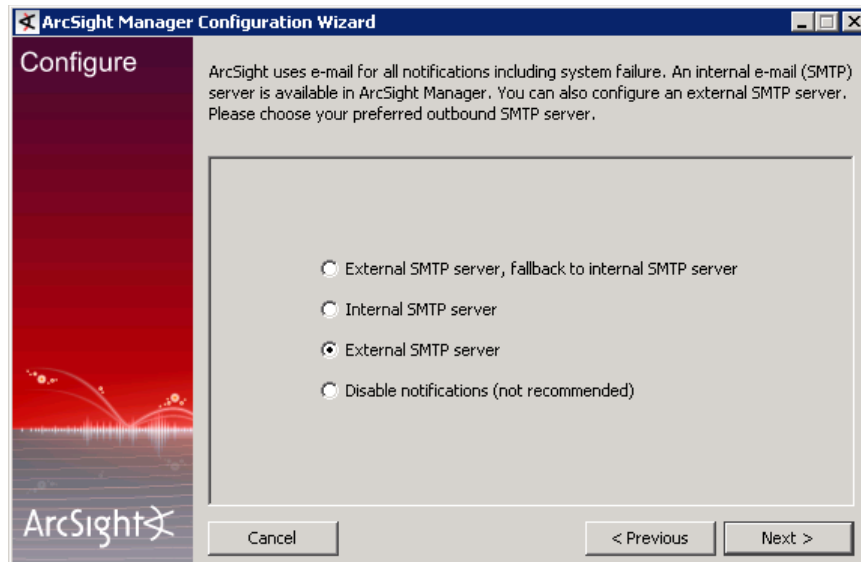 ArcSight Manager Configuration Wizard
Configure
ArcSight uses e-mail for all notifications including system failure. An internal e-mail (SMTP)
server is available in ArcSight Manager. You can also configure an external SMTP server.
Please choose your preferred outbound SMTP server.
External SMTP server, fallback to internal SMTP server
Internal SMTP server
External SMTP server
Disable notifications (not recommended)
ArcSight
Cancel
< Previous
Next >